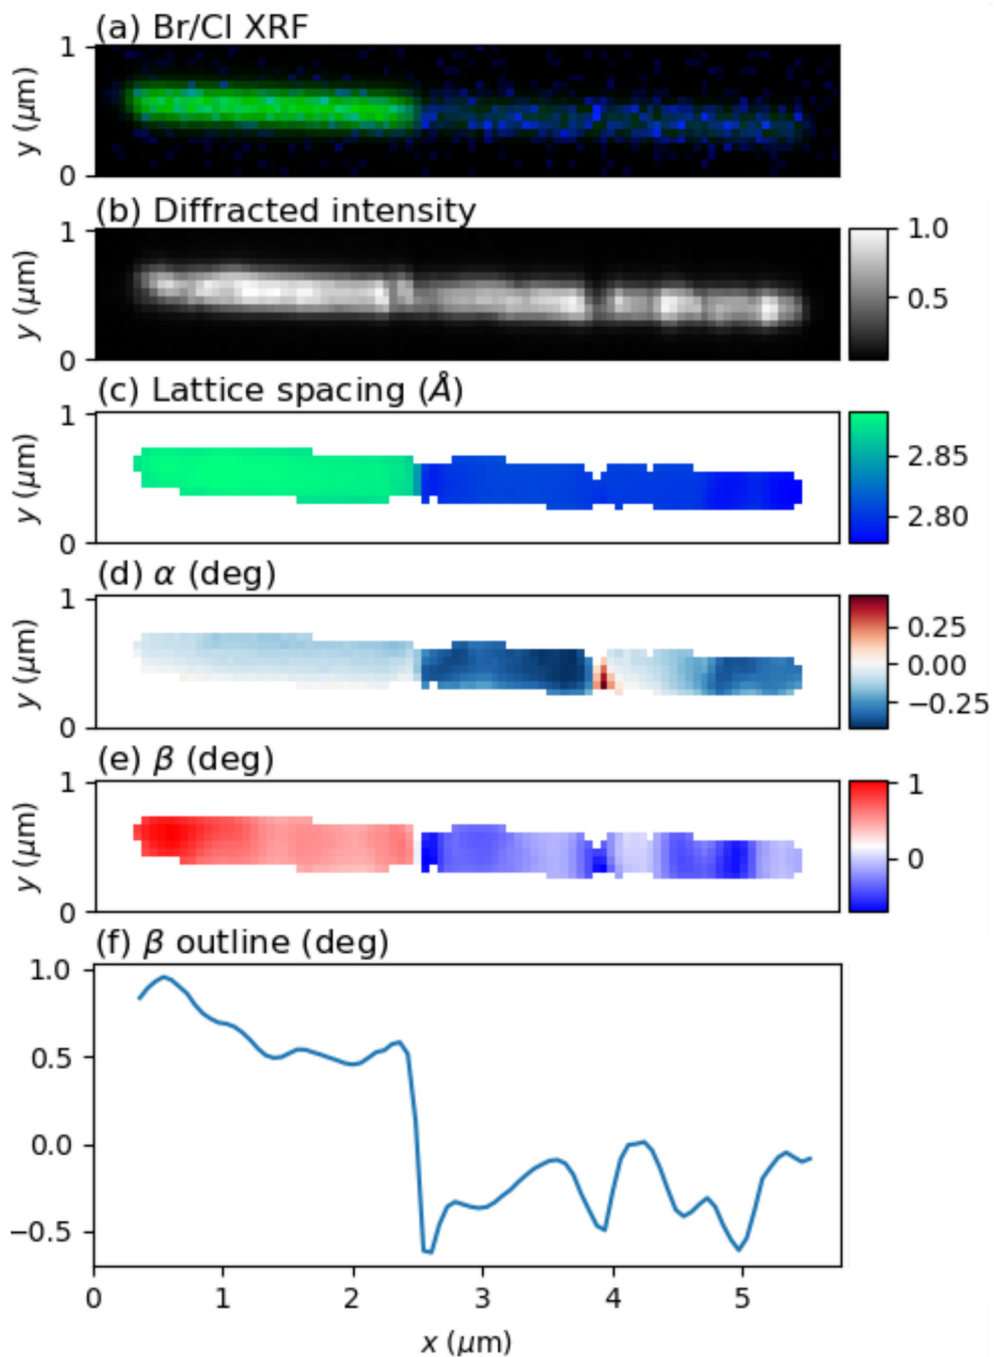 (a) Br/Cl XRF
1
y (μm)
0
(b) Diffracted intensity
1
y (μm)
0
1.0
0.5
(c) Lattice spacing (Å)
1
y (μm)
0
2.85
2.80
(d) α (deg)
1
y (μm)
0
0.25
0.00
−0.25
(e) β (deg)
1
y (μm)
0
1
0
(f) β outline (deg)
1.0
0.5
0.0
−0.5
0 1 2 3 4 5
x (μm)